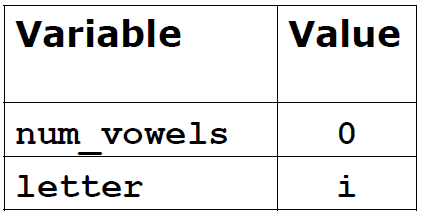 Variable Value
num_vowels 0
letter i